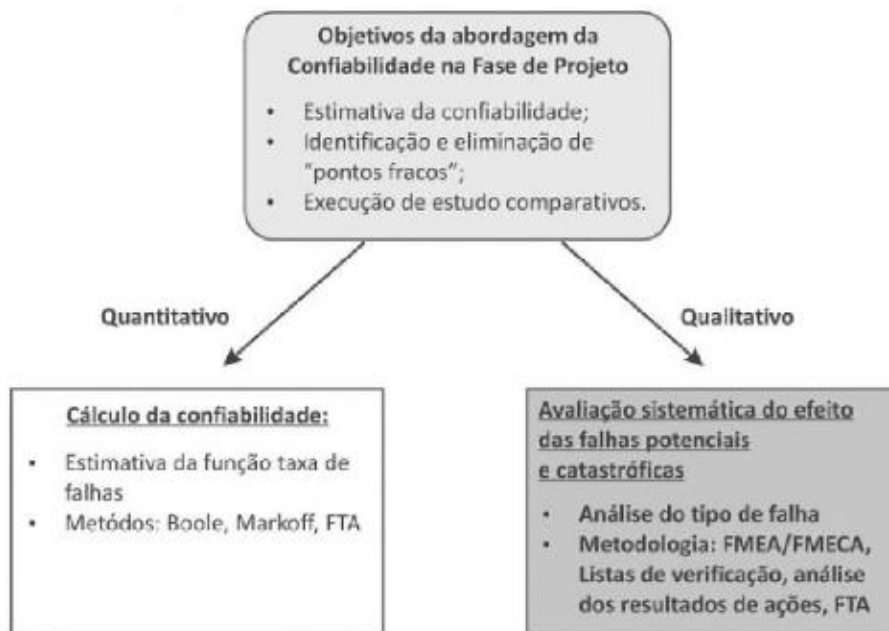 Objetivos da abordagem da
Confiabilidade na Fase de Projeto
• Estimativa da confiabilidade;
• Identificação e eliminação de
"pontos fracos";
• Execução de estudo comparativos.
Quantitativo
Qualitativo
Cálculo da confiabilidade:
• Estimativa da função taxa de
falhas
• Metódos: Boole, Markoff, FTA
Avaliação sistemática do efeito
das falhas potenciais
e catastróficas
• Análise do tipo de falha
• Metodologia: FMEA/FMECA,
Listas de verificação, análise
dos resultados de ações, FTA